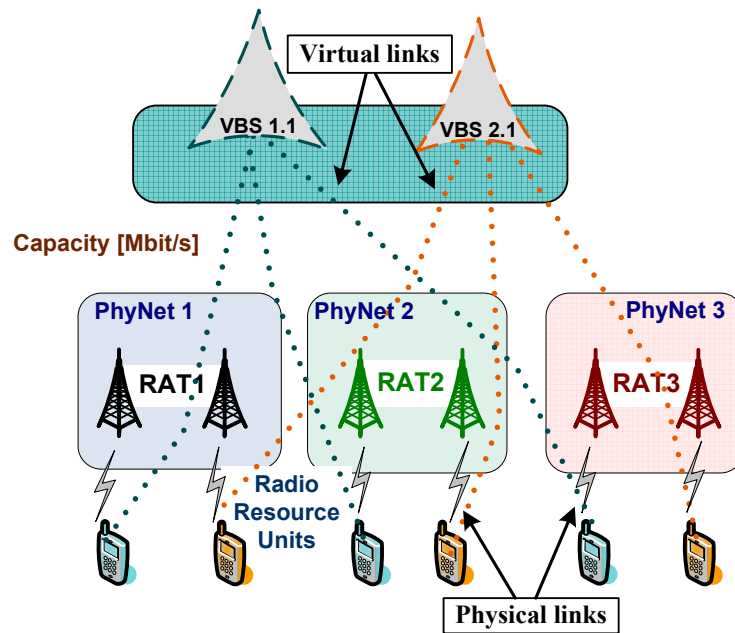 Virtual links
VBS 1.1
VBS 2.1
Capacity [Mbit/s]
PhyNet 1
PhyNet 2
PhyNet 3
RAT1
RAT2
RAT3
Radio
Resource
Units
Physical links